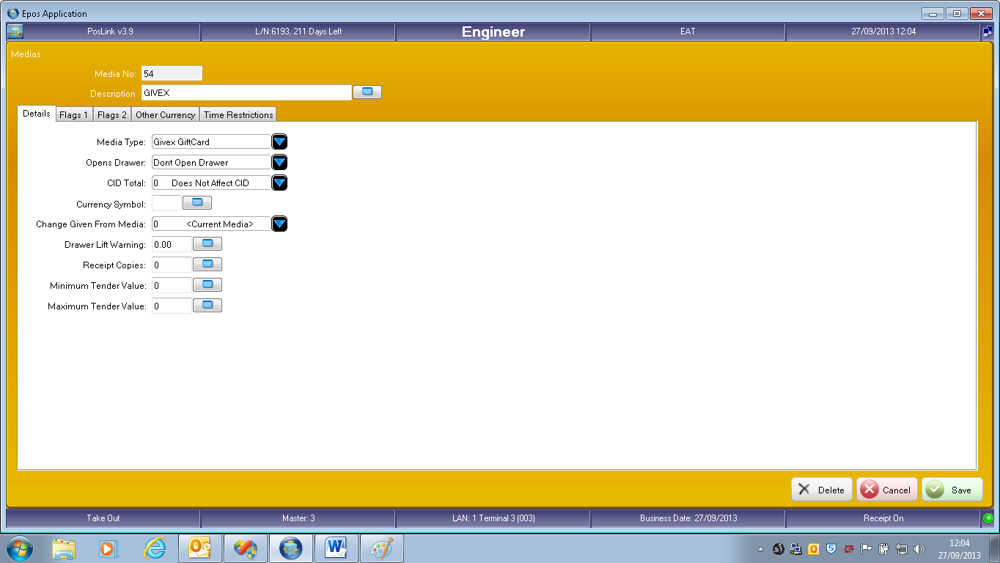 Epos Application
PosLink v3.9 L/N:6193, 211 Days Left Engineer EAT 27/09/2013 12:04
Medias
Media No: 54
Description GIVEX
Details Flags 1 Flags 2 Other Currency Time Restrictions
Media Type: Givex GiftCard
Opens Drawer: Dont Open Drawer
CID Total: 0 Does Not Affect CID
Currency Symbol:
Change Given From Media: 0 <Current Media>
Drawer Lift Warning: 0.00
Receipt Copies: 0
Minimum Tender Value: 0
Maximum Tender Value: 0
Delete Cancel Save
Take Out Master: 3 LAN: 1 Terminal 3 (003) Business Date: 27/09/2013 Receipt On
12:04
27/09/2013